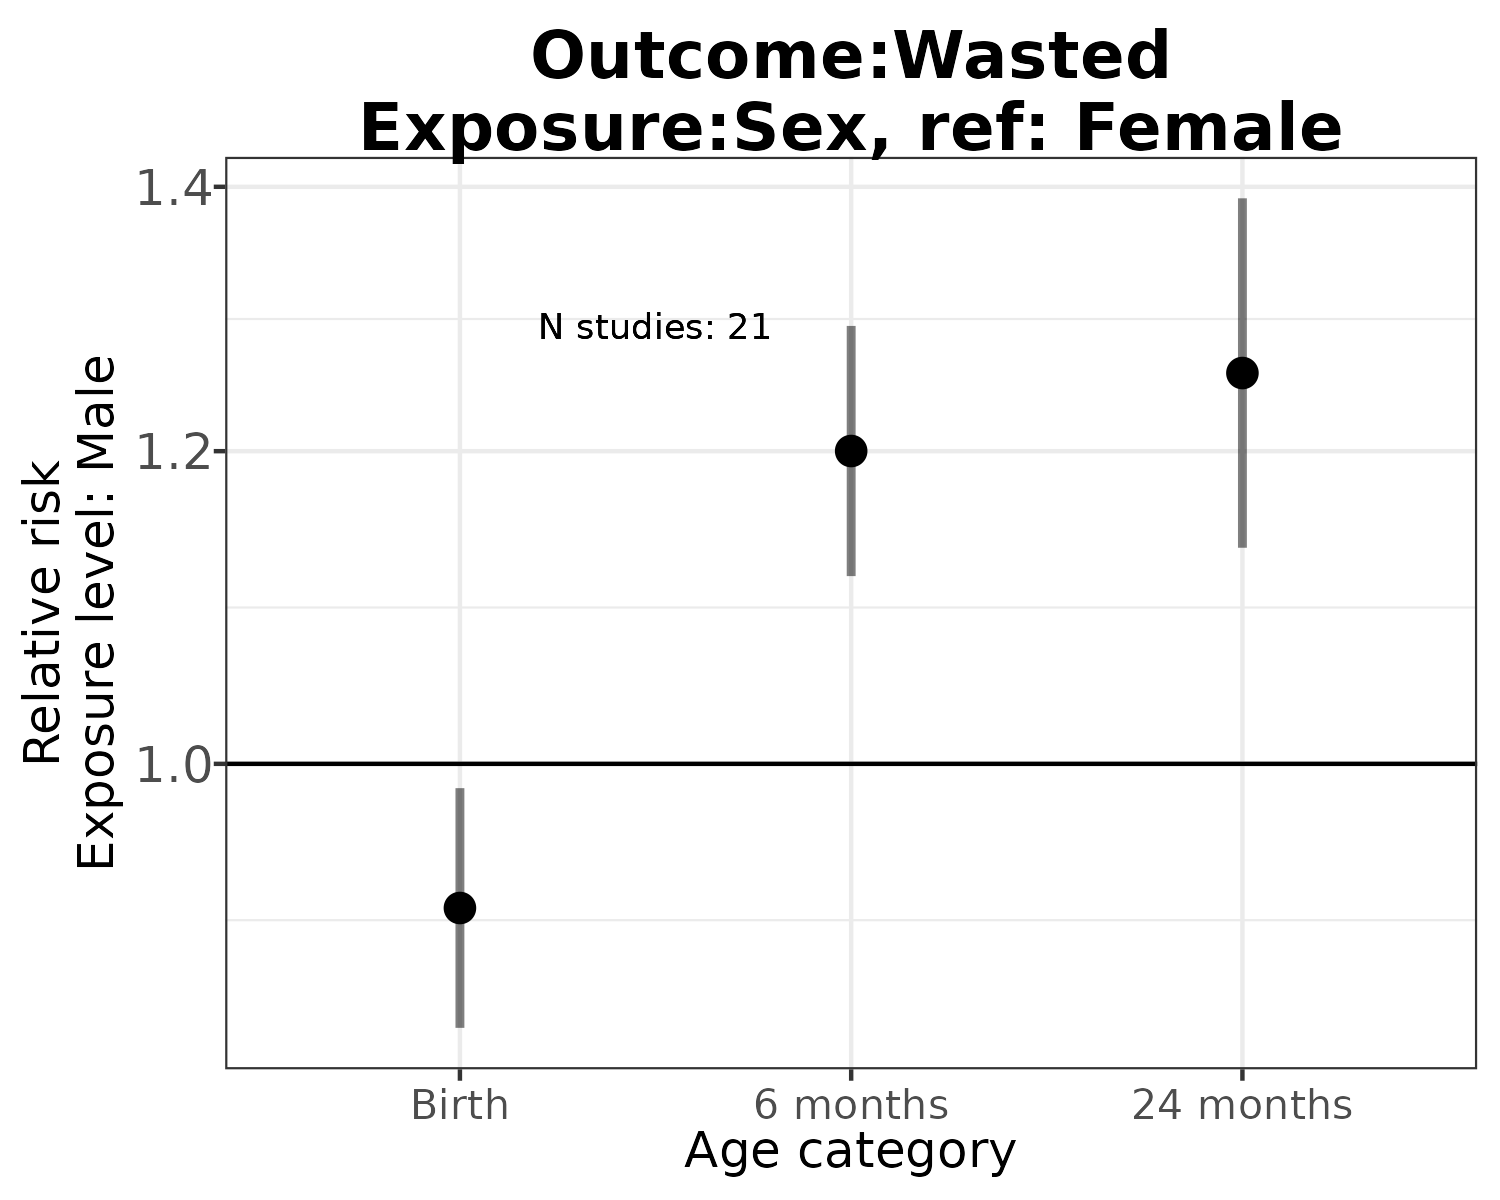 Outcome:Wasted
Exposure:Sex, ref: Female
Relative risk
Exposure level: Male
1.4
1.2
1.0
N studies: 21
Birth
6 months
24 months
Age category